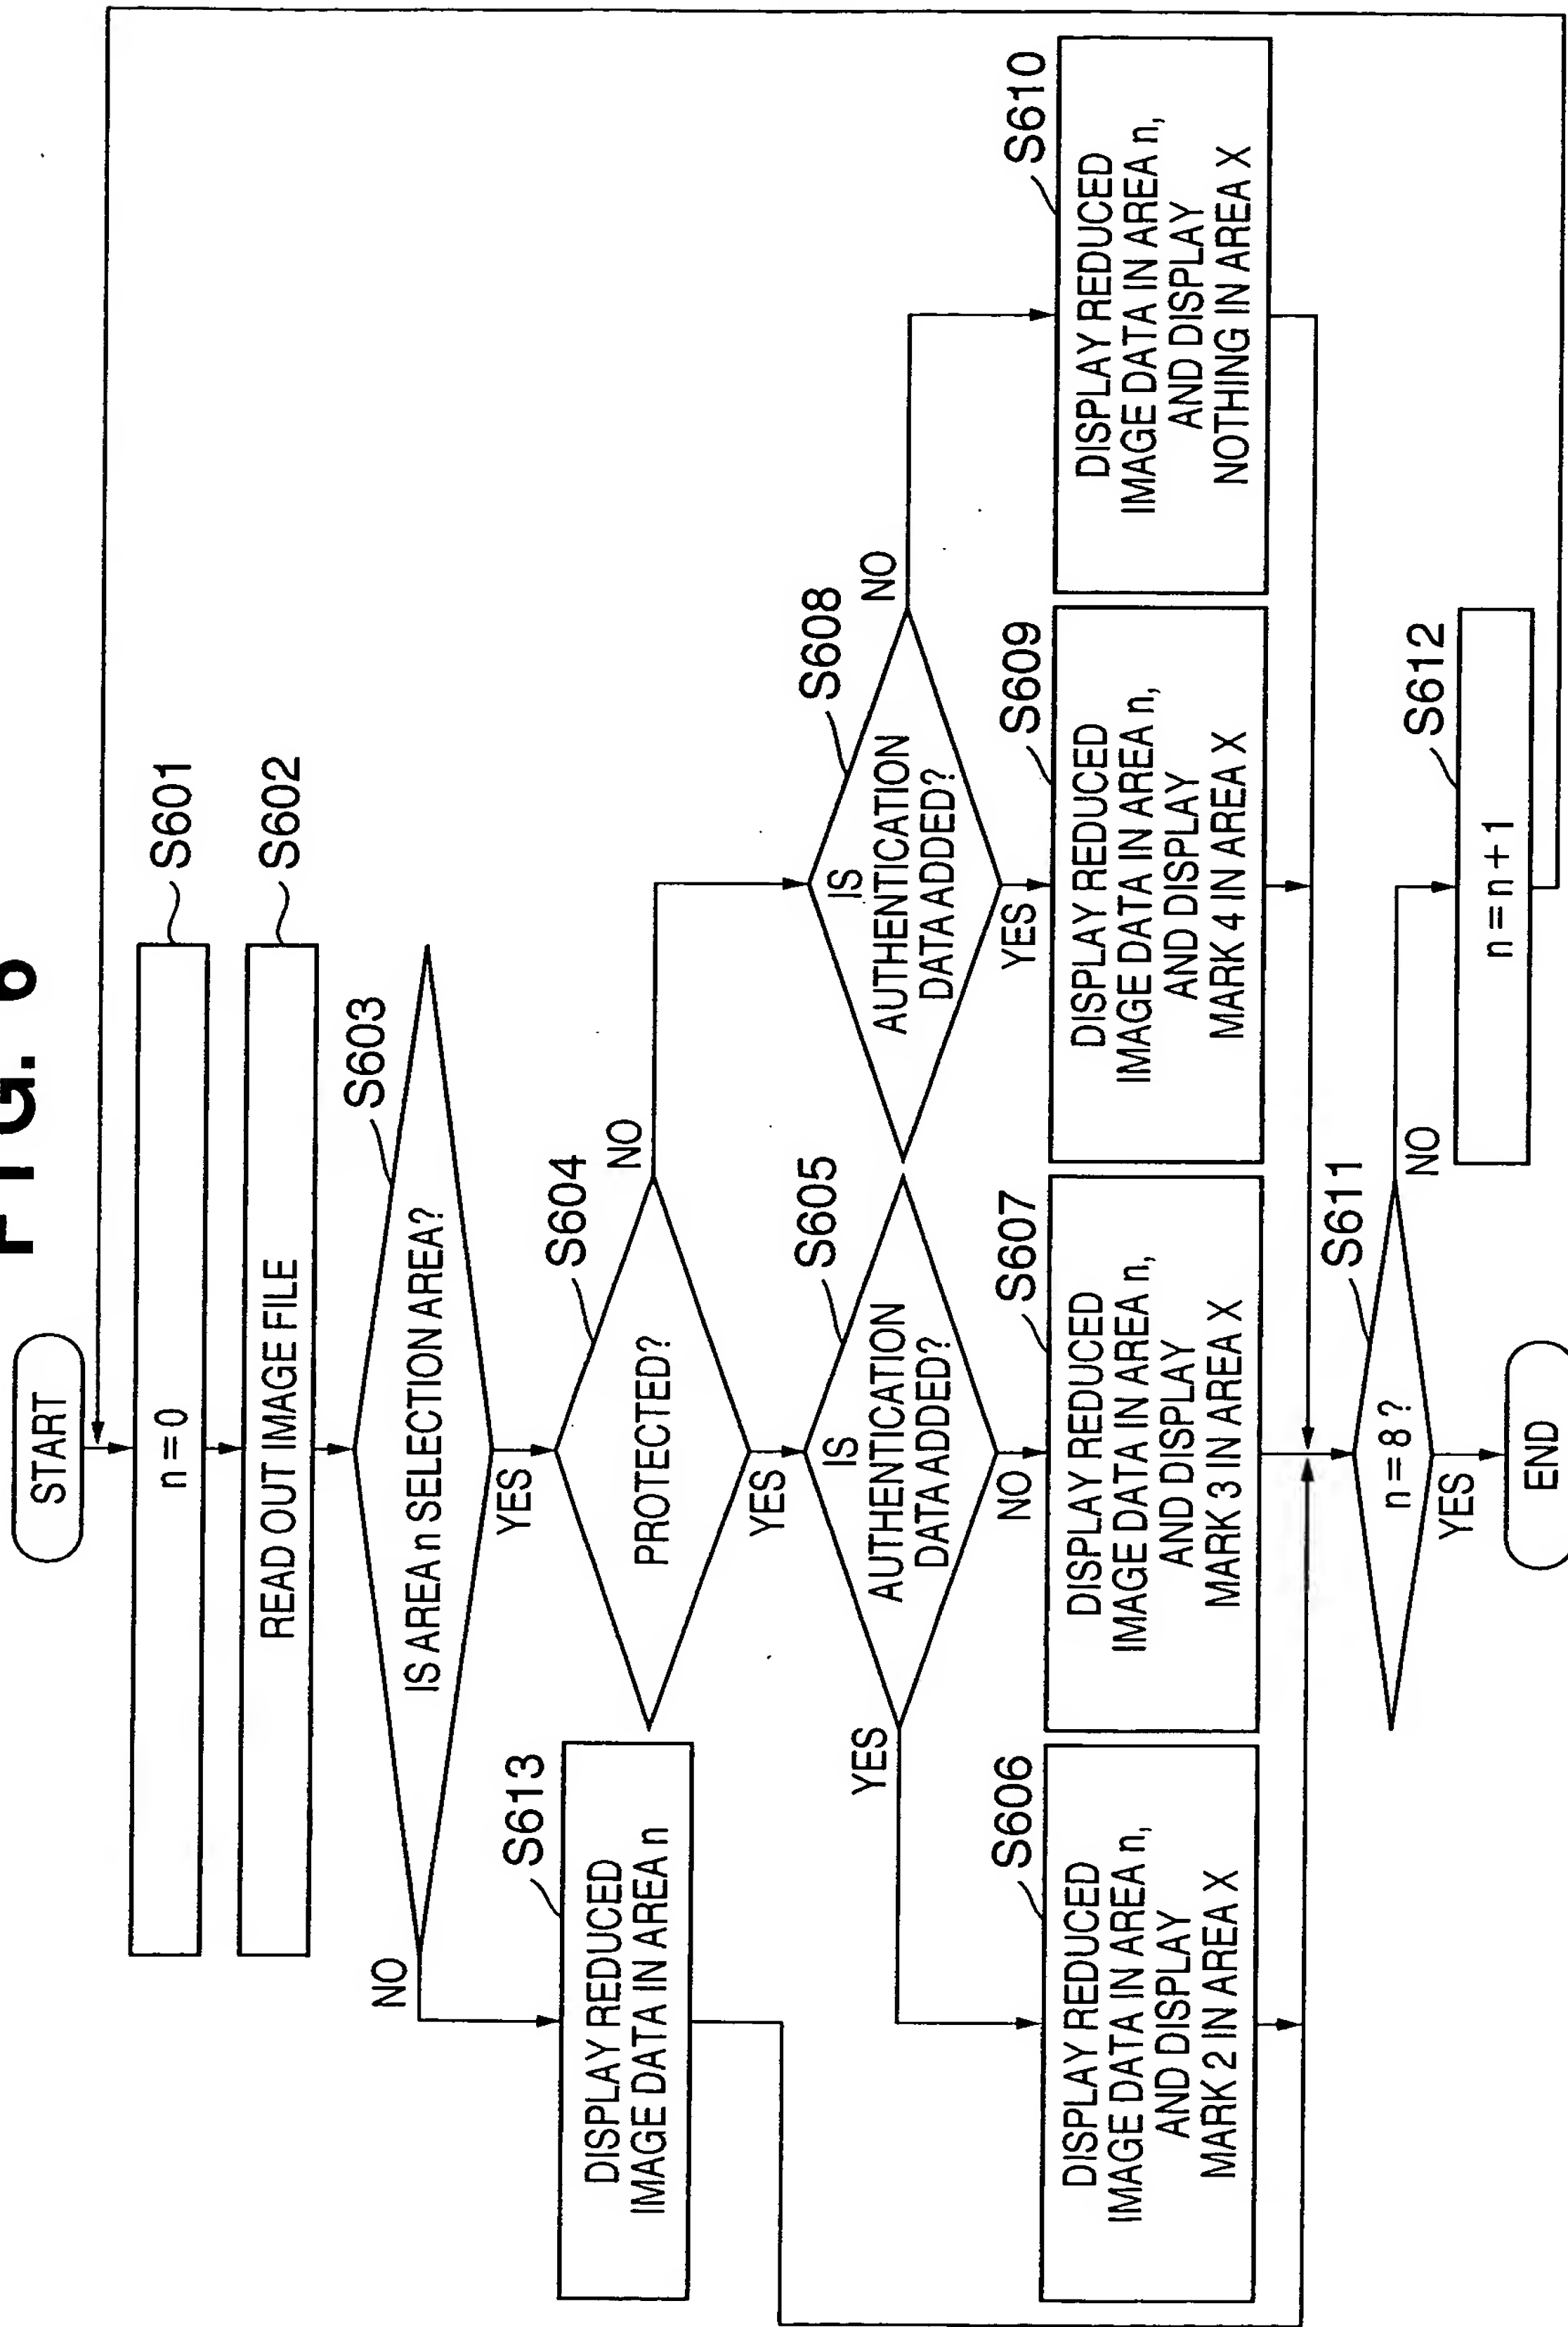 FIG. 6
START
S601
n=0
S602
READ OUT IMAGE FILE
S603
IS AREA n SELECTION AREA?
NO
YES
S613
DISPLAY REDUCED
IMAGE DATA IN AREA n
S604
PROTECTED?
NO
YES
S605
IS
AUTHENTICATION
DATA ADDED?
YES
NO
S608
IS
AUTHENTICATION
DATA ADDED?
NO
YES
S606
DISPLAY REDUCED
IMAGE DATA IN AREA n,
AND DISPLAY
MARK 2 IN AREA X
S607
DISPLAY REDUCED
IMAGE DATA IN AREA n,
AND DISPLAY
MARK 3 IN AREA X
S609
DISPLAY REDUCED
IMAGE DATA IN AREA n,
AND DISPLAY
MARK 4 IN AREA X
S610
DISPLAY REDUCED
IMAGE DATA IN AREA n,
AND DISPLAY
NOTHING IN AREA X
S611
n=8?
NO
YES
S612
n=n+1
END